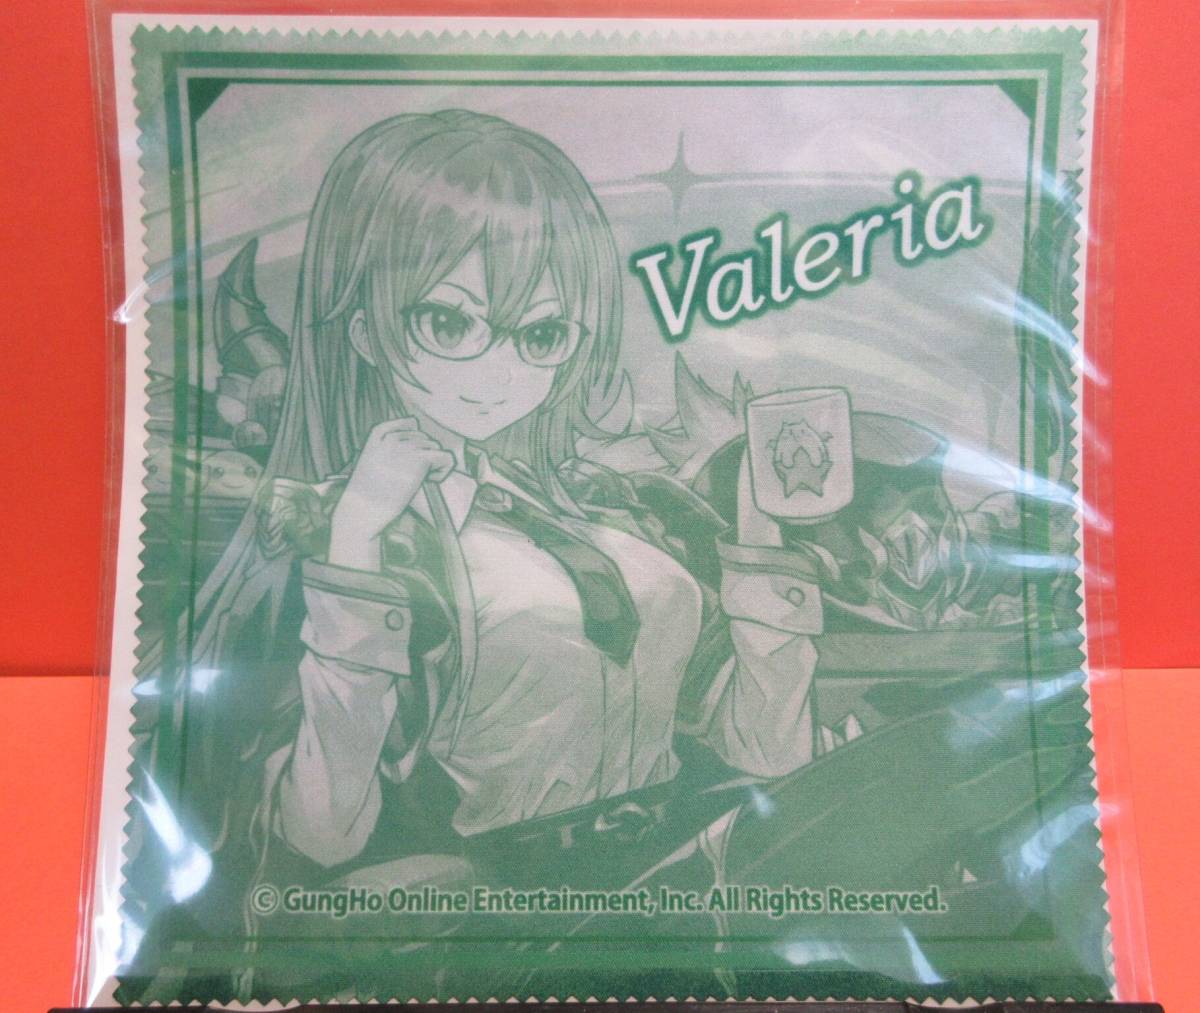 Valeria
© GungHo Online Entertainment, Inc. All Rights Reserved.